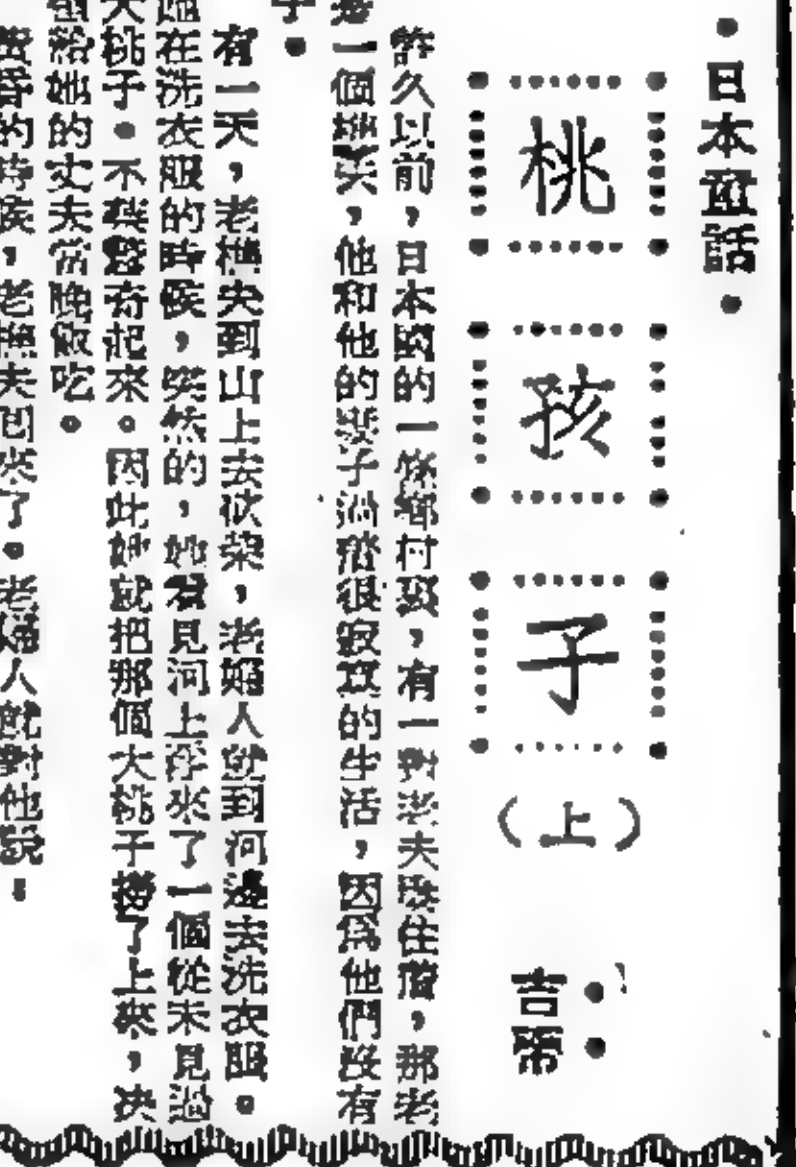 •日本童話•
桃孩子(上)
吉
許久以前，日本國的一條鄉村裏，有一對老夫婦住着，那老
是一個樵夫，他和他的妻子過着很寂寞的生活，因爲他們沒有
子。
有一天，老樵夫到山上去砍柴，老婦人就到河邊去洗衣服。
她在洗衣服的時候，突然的，她看見河上浮來了一個從未見過
大桃子。不禁驚奇起來。因此她就把那個大桃子撈了上來，决
留給她的丈夫當晚飯吃。
黃昏的時候，老樵夫回來了。老婦人就對他說：